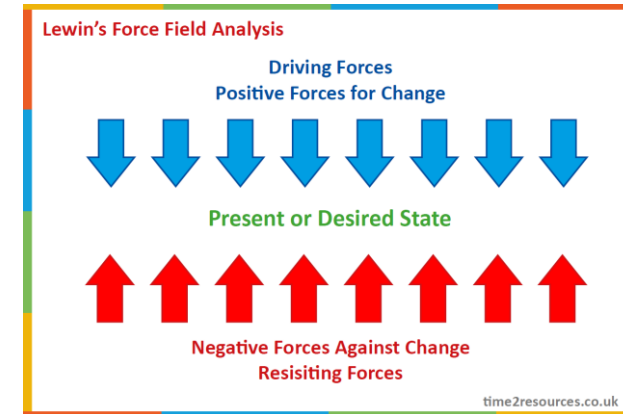 Lewin's Force Field Analysis
Driving Forces
Positive Forces for Change
Present or Desired State
Negative Forces Against Change
Resisiting Forces
time2resources.co.uk